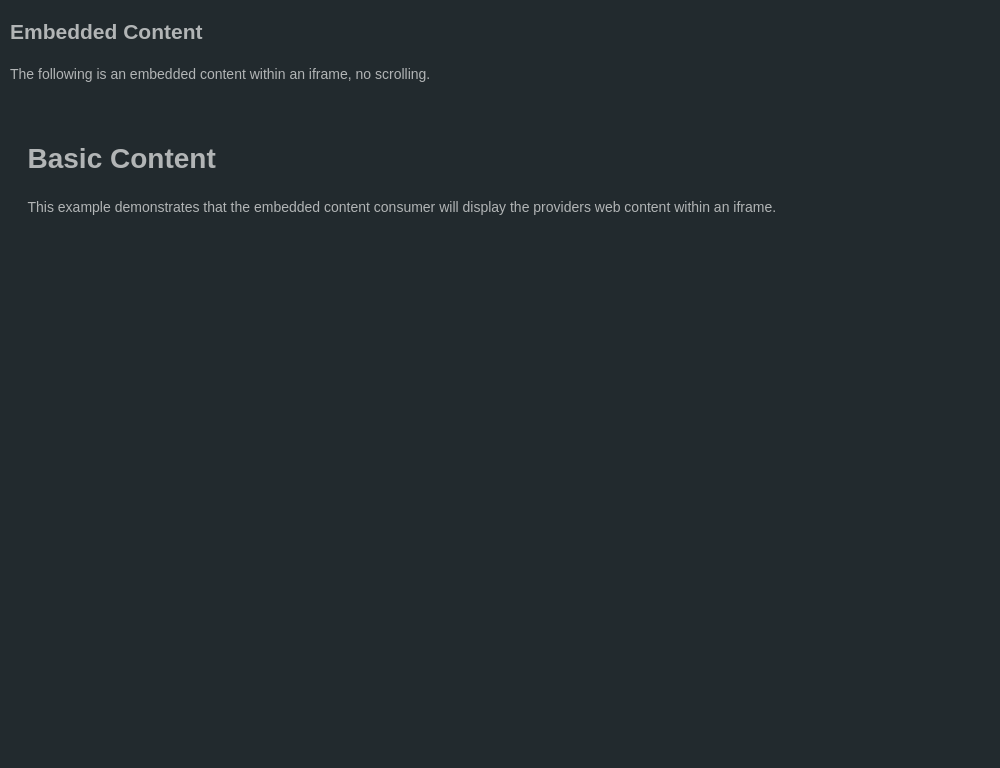 Embedded Content
The following is an embedded content within an iframe, no scrolling.
Basic Content
This example demonstrates that the embedded content consumer will display the providers web content within an iframe.